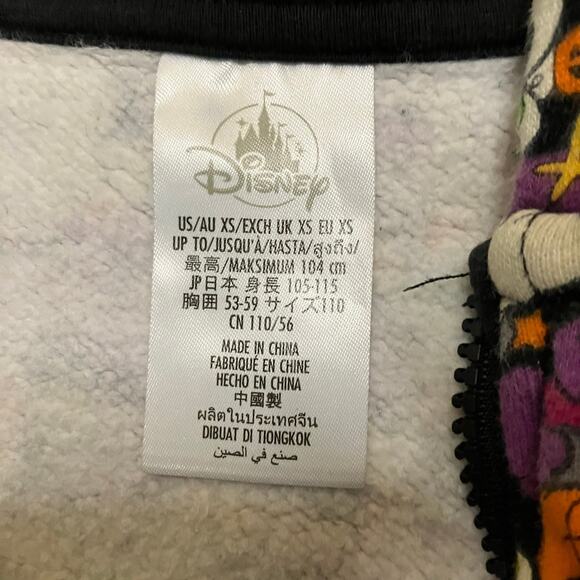 Disney
US/AU XS/EXCH UK XS EU XS
UP TO/JUSQU'À/HASTA/สูงถึง/
最高/MAKSIMUM 104 cm
JP日本 身長 105-115
胸囲 53-59 サイズ110
CN 110/56
MADE IN CHINA
FABRIQUÉ EN CHINE
HECHO EN CHINA
中國製
ผลิตในประเทศจีน
DIBUAT DI TIONGKOK
صنع في الصين